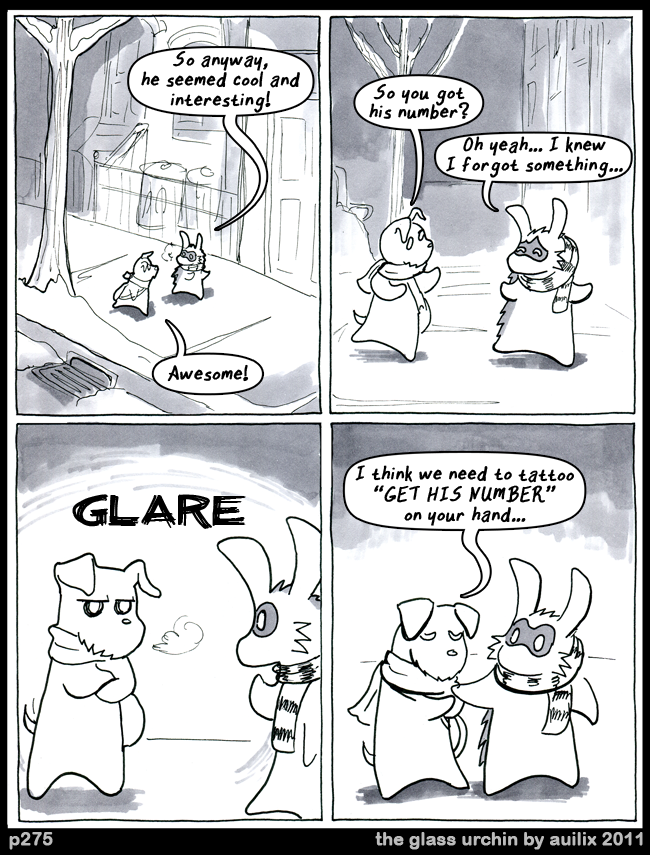 So anyway,
he seemed cool and
interesting!
Awesome!
So you got
his number?
Oh yeah... I knew
I forgot something...
GLARE
I think we need to tattoo
"GET HIS NUMBER"
on your hand...
p275
the glass urchin by auilix 2011